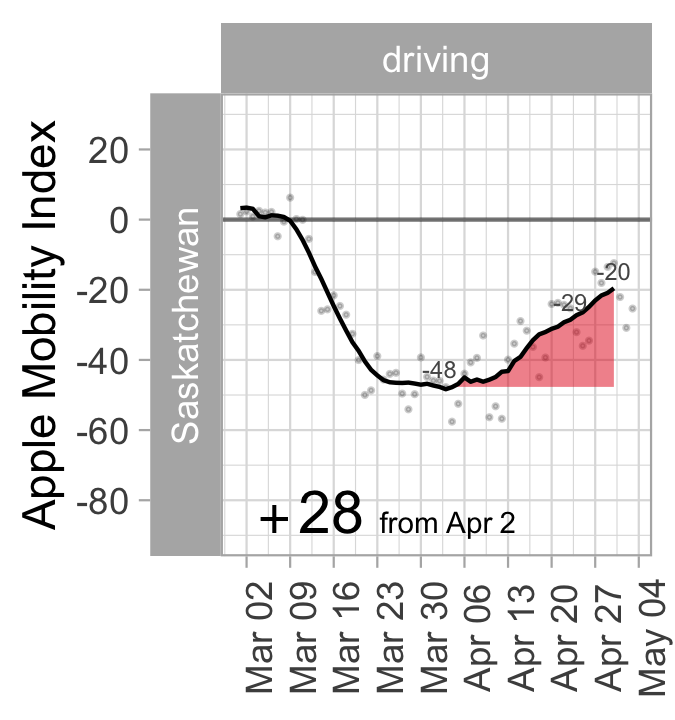 driving
Apple Mobility Index
Saskatchewan
20
0
-20
-40
-60
-80
-20
-29
-48
+28 from Apr 2
Mar 02
Mar 09
Mar 16
Mar 23
Mar 30
Apr 06
Apr 13
Apr 20
Apr 27
May 04